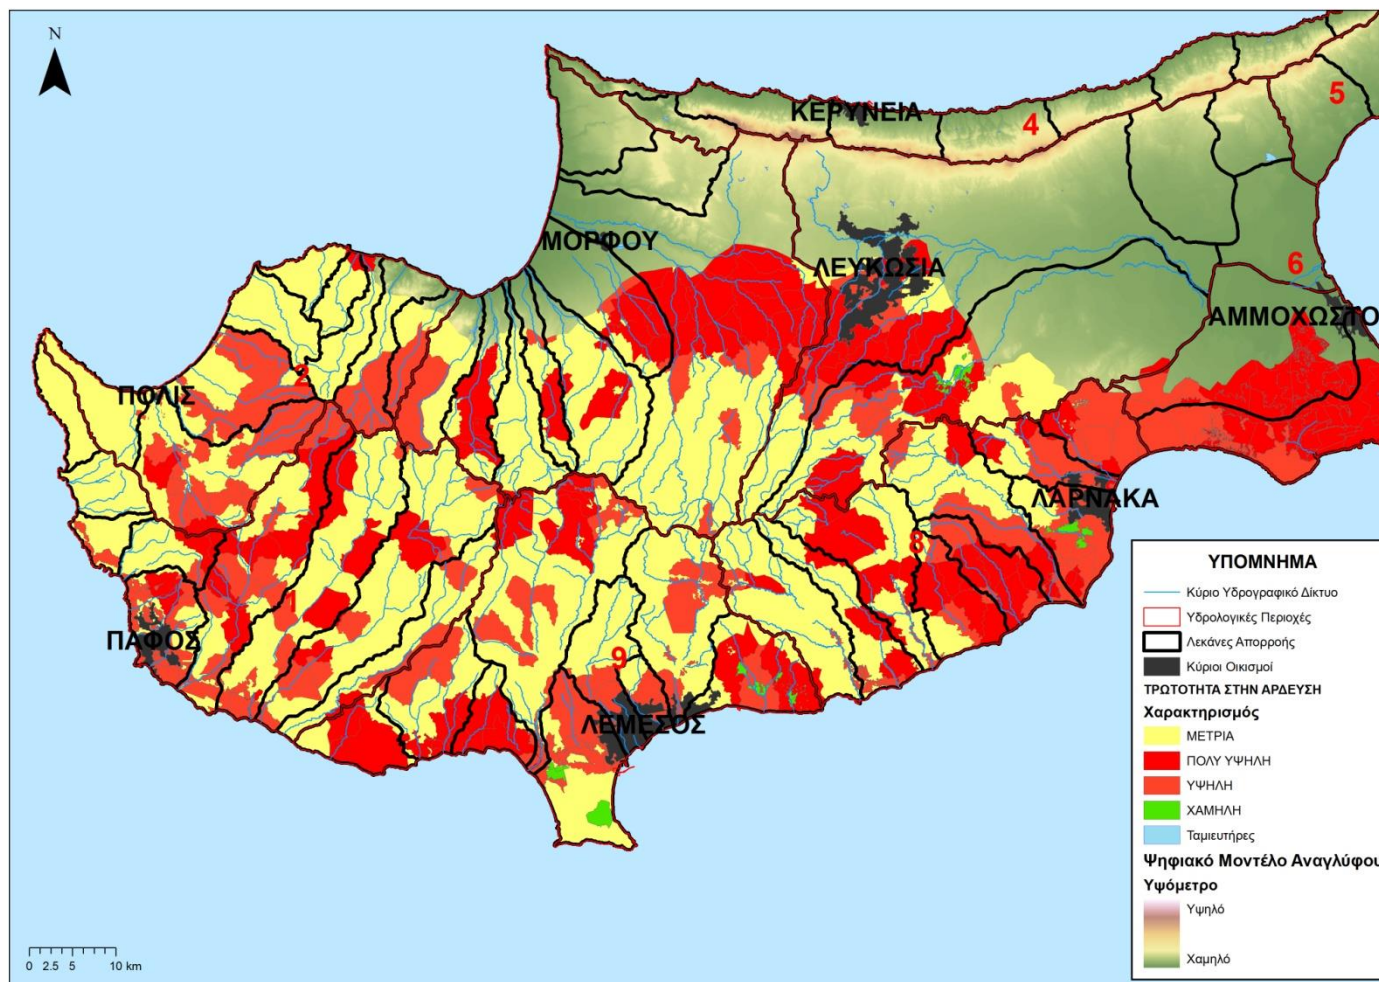 N
ΚΕΡΥΝΕΙΑ
4
5
ΜΟΡΦΟΥ
ΛΕΥΚΩΣΙΑ
6
ΑΜΜΟΧΩΣΤΟ
2
ΠΟΛΙΣ
ΛΑΡΝΑΚΑ
8
1
ΠΑΦΟΣ
9
ΛΕΜΕΣΟΣ
ΥΠΟΜΝΗΜΑ
Κύριο Υδρογραφικό Δίκτυο
Υδρολογικές Περιοχές
Λεκάνες Απορροής
Κύριοι Οικισμοί
ΤΡΩΤΟΤΗΤΑ ΣΤΗΝ ΑΡΔΕΥΣΗ
Χαρακτηρισμός
ΜΕΤΡΙΑ
ΠΟΛΥ ΥΨΗΛΗ
ΥΨΗΛΗ
ΧΑΜΗΛΗ
Ταμιευτήρες
Ψηφιακό Μοντέλο Αναγλύφου
Υψόμετρο
Υψηλό
Χαμηλό
0 2.5 5 10 km